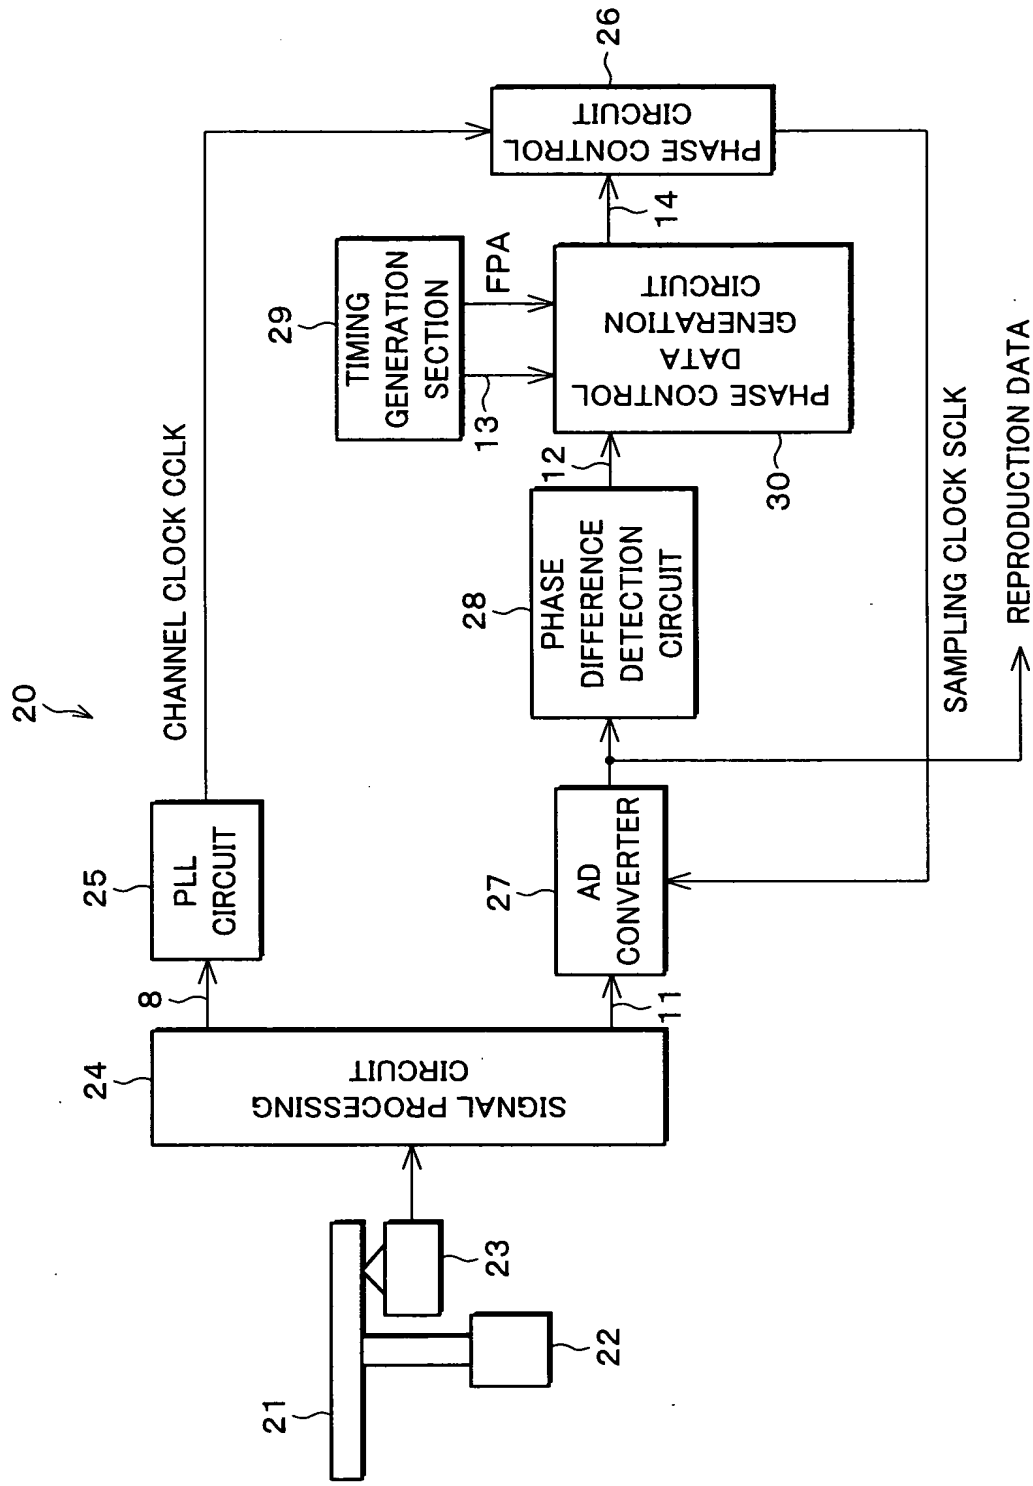 20
CHANNEL CLOCK CCLK
25
PLL
CIRCUIT
8
24
SIGNAL PROCESSING
CIRCUIT
21
22
23
11
27
AD
CONVERTER
28
PHASE
DIFFERENCE
DETECTION
CIRCUIT
12
29
TIMING
GENERATION
SECTION
13
FPA
30
PHASE CONTROL
DATA
GENERATION
CIRCUIT
14
26
PHASE CONTROL
CIRCUIT
SAMPLING CLOCK SCLK
REPRODUCTION DATA